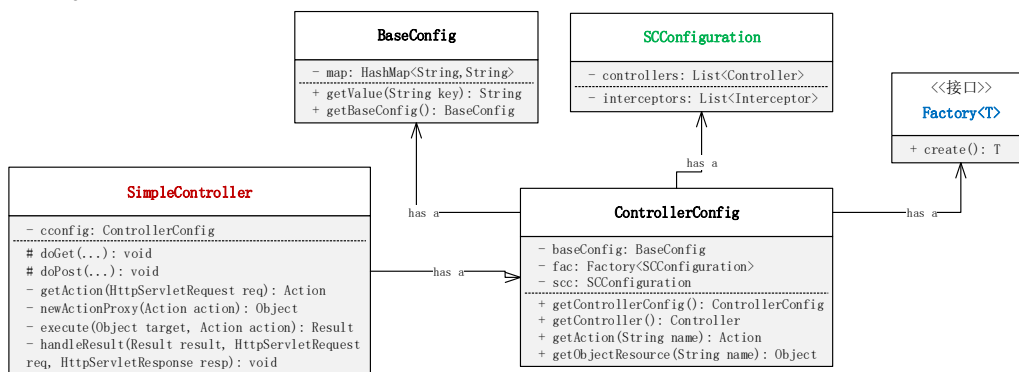 BaseConfig
- map: HashMap<String,String>
+ getValue(String key): String
+ getBaseConfig(): BaseConfig
SCConfiguration
- controllers: List<Controller>
- interceptors: List<Interceptor>
<<接口>>
Factory<T>
+ create(): T
has a
has a
has a
SimpleController
- cconfig: ControllerConfig
# doGet(...): void
# doPost(...): void
- getAction(HttpServletRequest req): Action
- newActionProxy(Action action): Object
- execute(Object target, Action action): Result
- handleResult(Result result, HttpServletRequest
req, HttpServletResponse resp): void
has a
ControllerConfig
- baseConfig: BaseConfig
- fac: Factory<SCConfiguration>
- scc: SCConfiguration
+ getControllerConfig(): ControllerConfig
+ getController(): Controller
+ getAction(String name): Action
+ getObjectResource(String name): Object